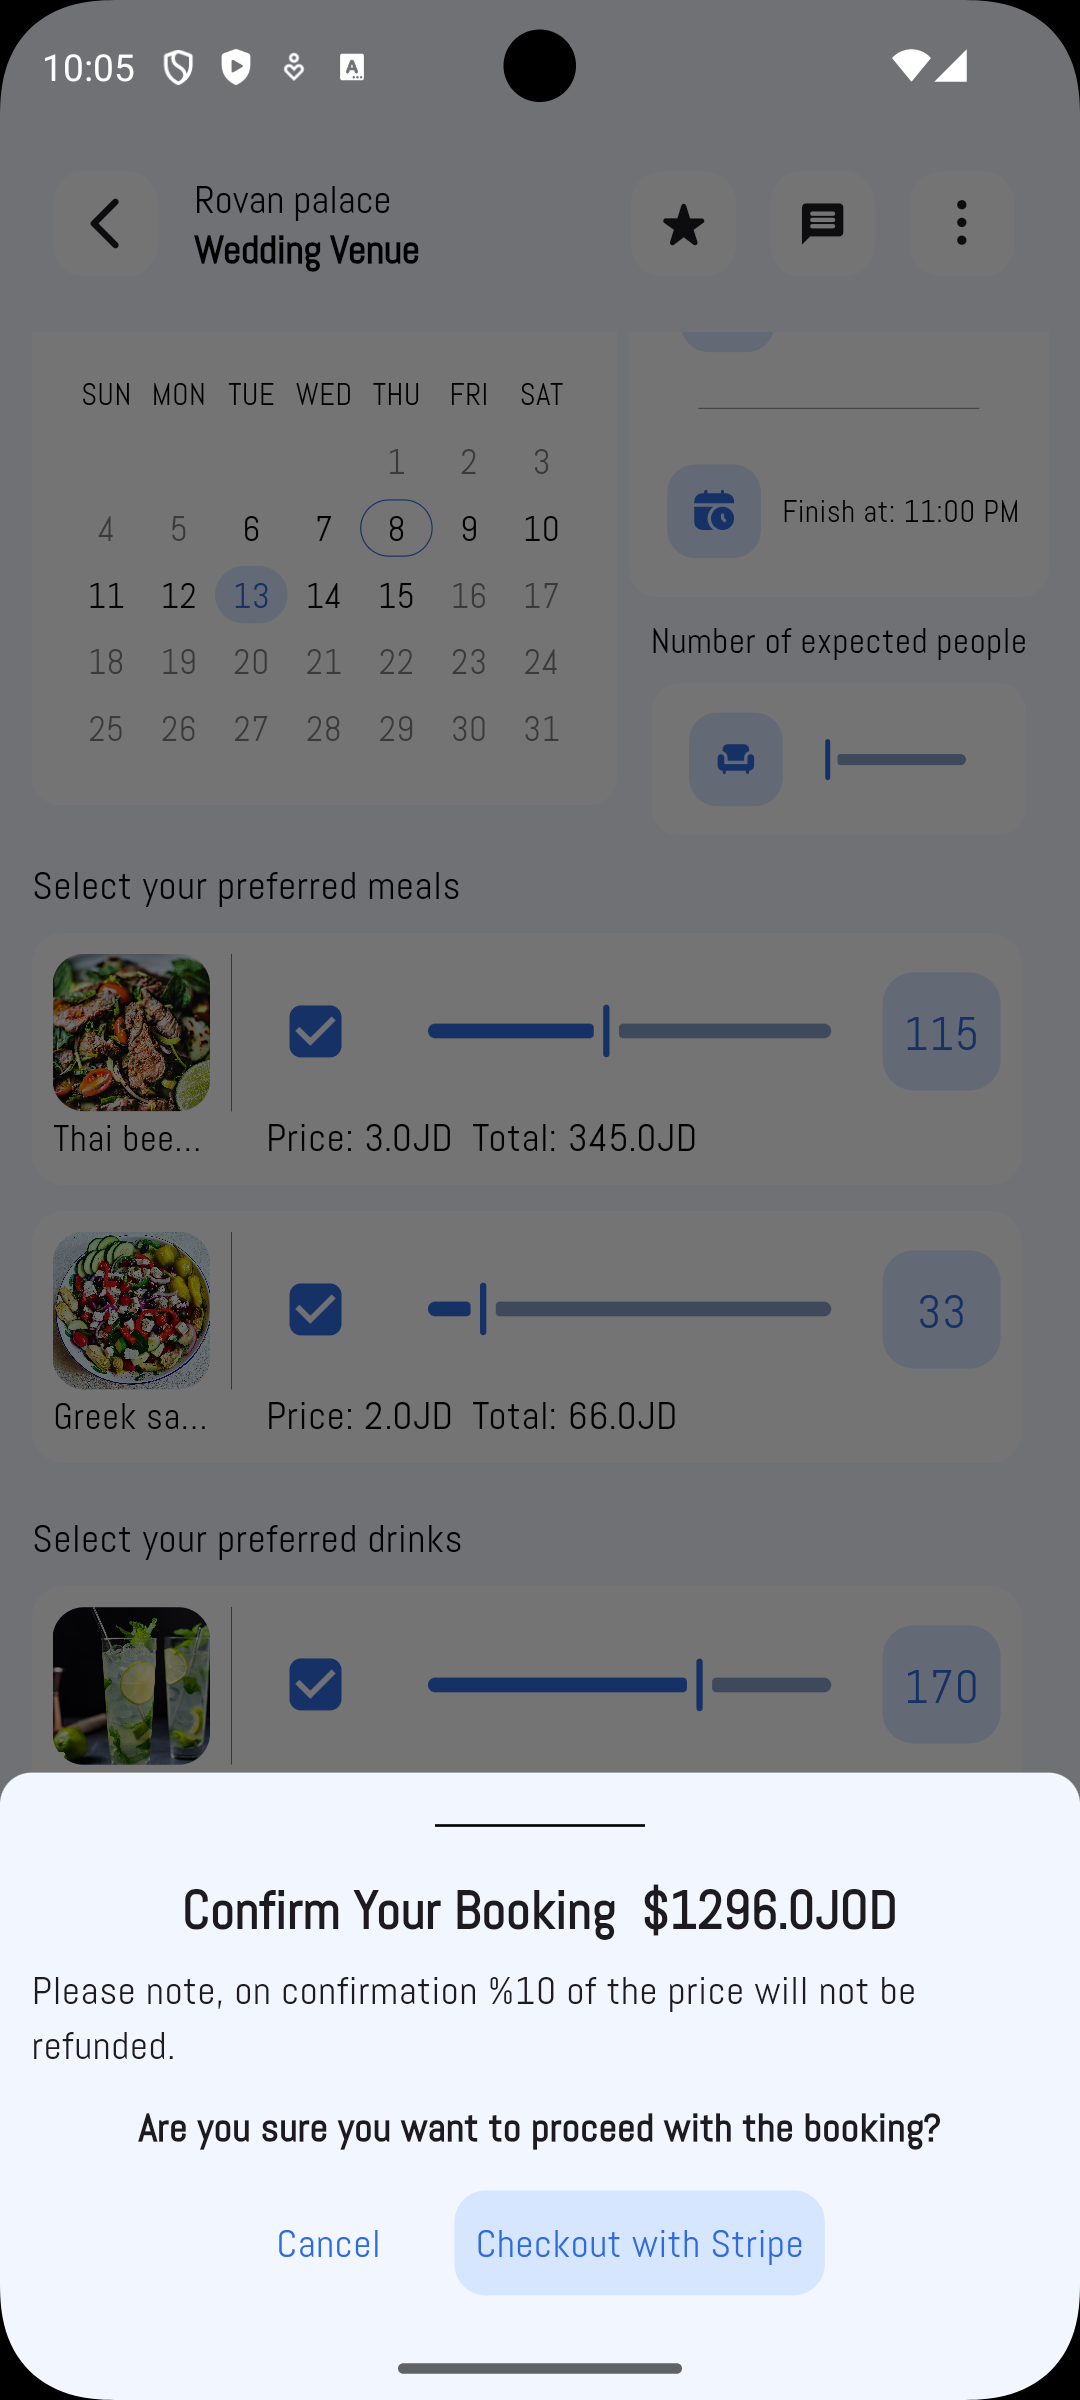 10:05
Rovan palace
Wedding Venue
SUN MON TUE WED THU FRI SAT
1 2 3
4 5 6 7 8 9 10
11 12 13 14 15 16 17
18 19 20 21 22 23 24
25 26 27 28 29 30 31
Finish at: 11:00 PM
Number of expected people
Select your preferred meals
115
Thai bee...
Price: 3.0JD Total: 345.0JD
33
Greek sa...
Price: 2.0JD Total: 66.0JD
Select your preferred drinks
170
Confirm Your Booking $1296.0JOD
Please note, on confirmation %10 of the price will not be
refunded.
Are you sure you want to proceed with the booking?
Cancel
Checkout with Stripe